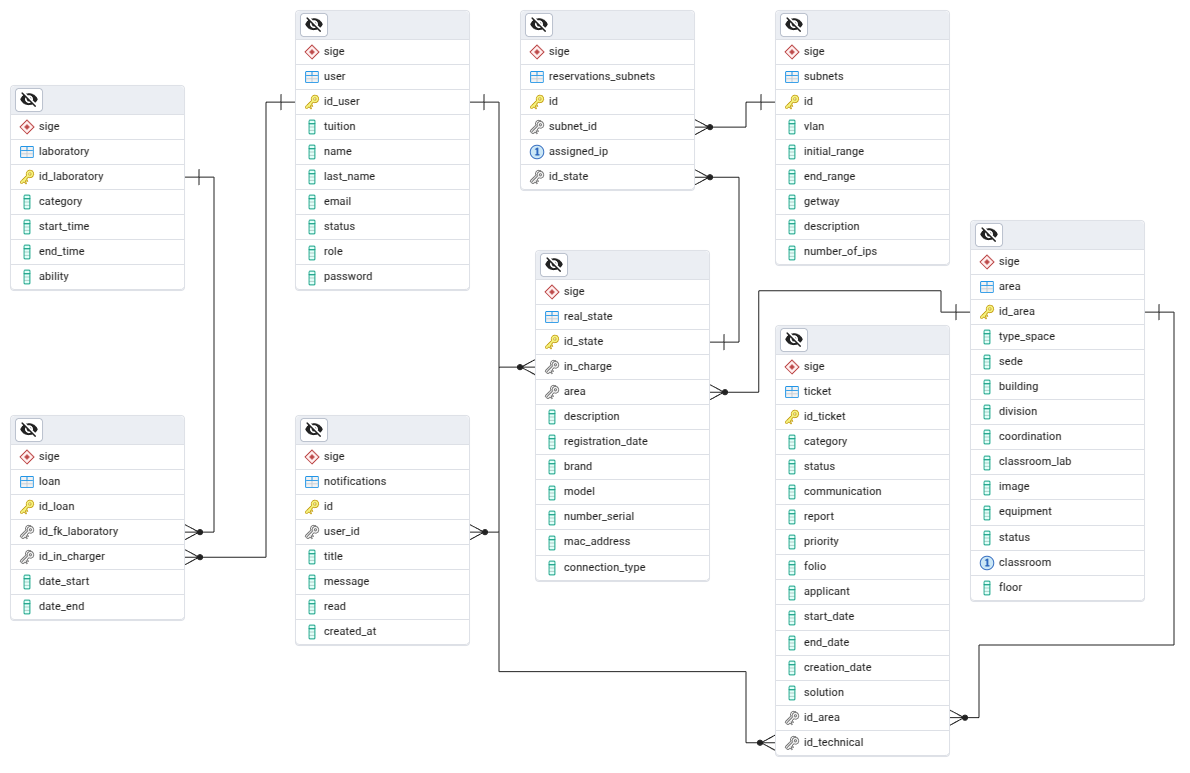 sige
laboratory
id_laboratory
category
start_time
end_time
ability
sige
user
id_user
tuition
name
last_name
email
status
role
password
sige
reservations_subnets
id
subnet_id
1 assigned_ip
id_state
sige
subnets
id
vlan
initial_range
end_range
getway
description
number_of_ips
sige
loan
id_loan
id_fk_laboratory
id_in_charger
date_start
date_end
sige
notifications
id
user_id
title
message
read
created_at
sige
real_state
id_state
in_charge
area
description
registration_date
brand
model
number_serial
mac_address
connection_type
sige
ticket
id_ticket
category
status
communication
report
priority
folio
applicant
start_date
end_date
creation_date
solution
id_area
id_technical
sige
area
id_area
type_space
sede
building
division
coordination
classroom_lab
image
equipment
status
1 classroom
floor